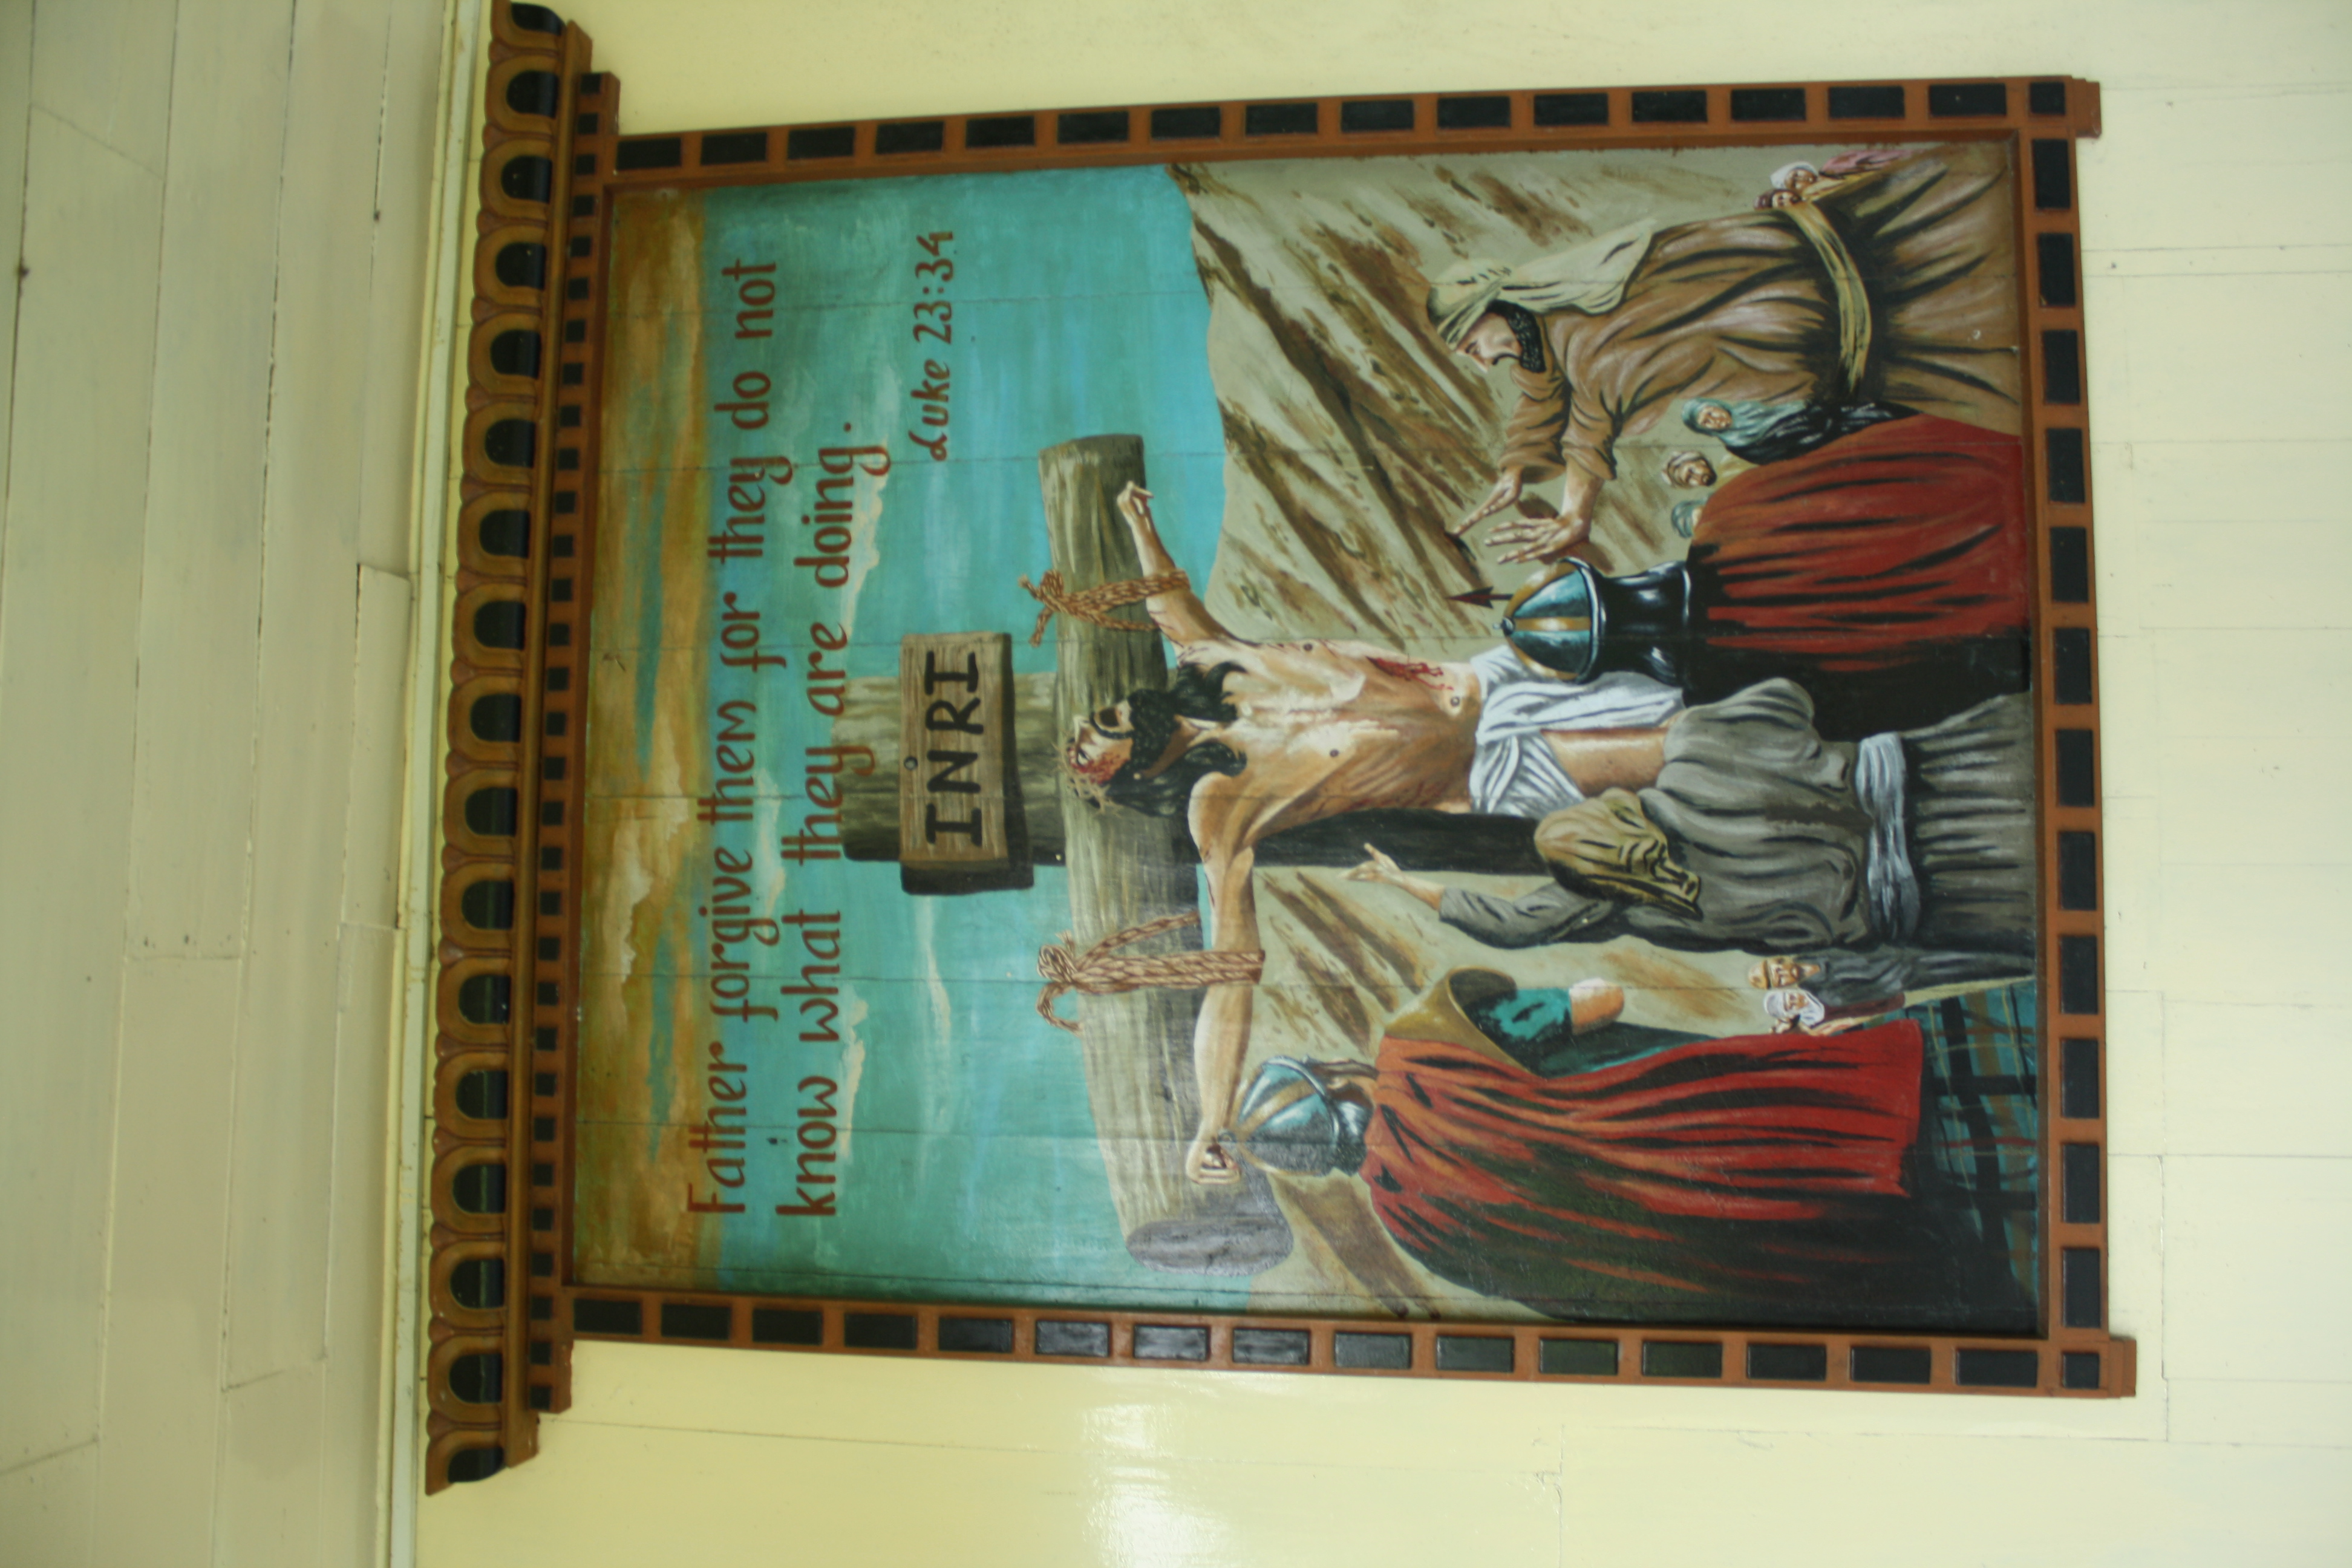 Father forgive them for they do not
know what they are doing.
Luke 23:34
INRI